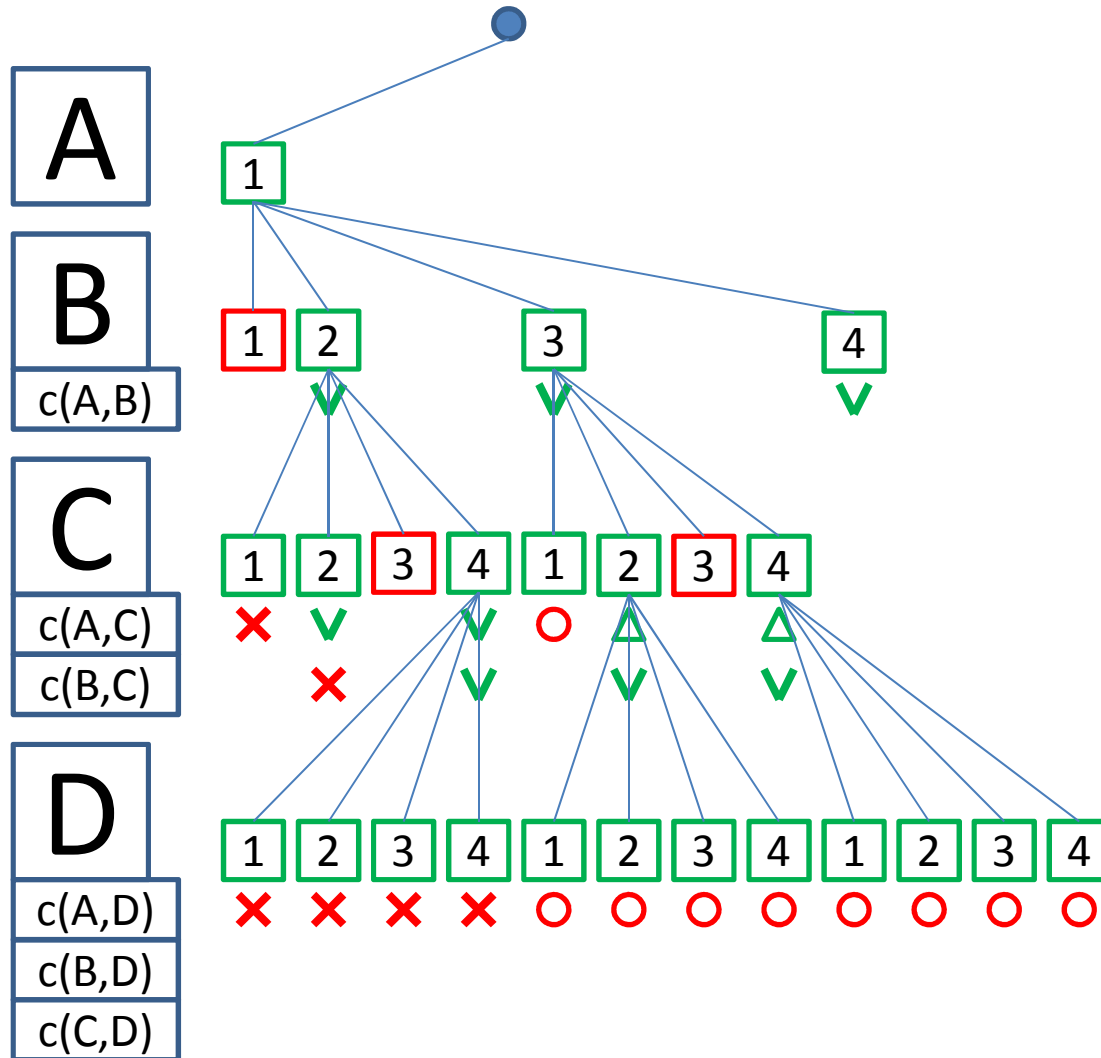 A
1
B
c(A,B)
1 2 3 4
C
c(A,C)
c(B,C)
1 2 3 4 1 2 3 4
D
c(A,D)
c(B,D)
c(C,D)
1 2 3 4 1 2 3 4 1 2 3 4